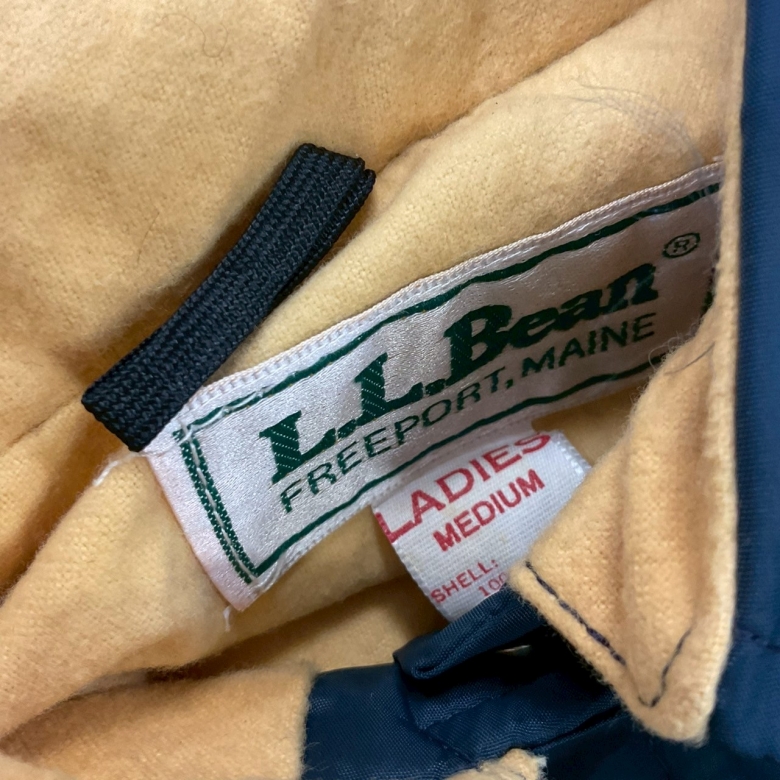 L.L.Bean®
FREEPORT, MAINE
LADIES
MEDIUM
SHELL: